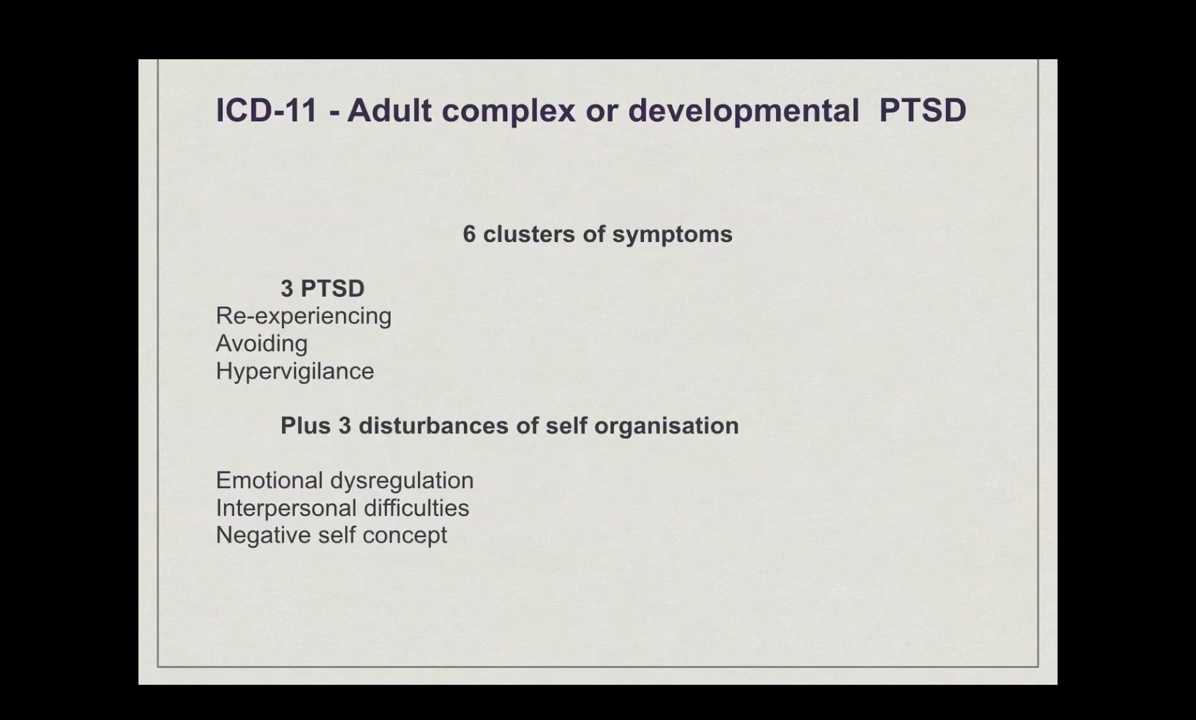 ICD-11 - Adult complex or developmental  PTSD
6 clusters of symptoms
3 PTSD
Re-experiencing
Avoiding
Hypervigilance
Plus 3 disturbances of self organisation
Emotional dysregulation
Interpersonal difficulties
Negative self concept